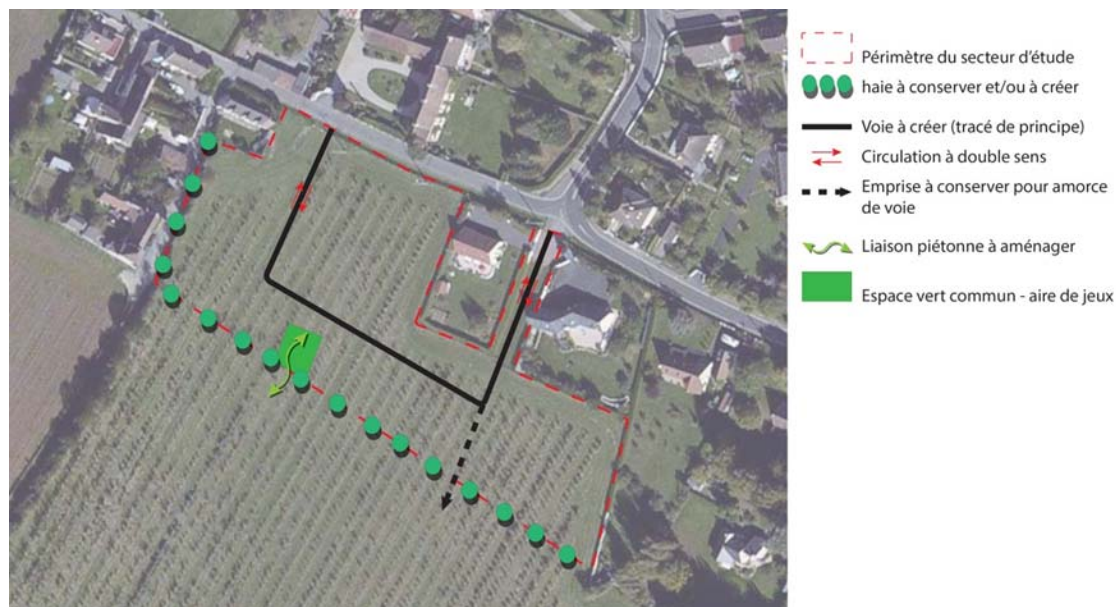 Périmètre du secteur d'étude
haie à conserver et/ou à créer
Voie à créer (tracé de principe)
Circulation à double sens
Emprise à conserver pour amorce
de voie
Liaison piétonne à aménager
Espace vert commun - aire de jeux